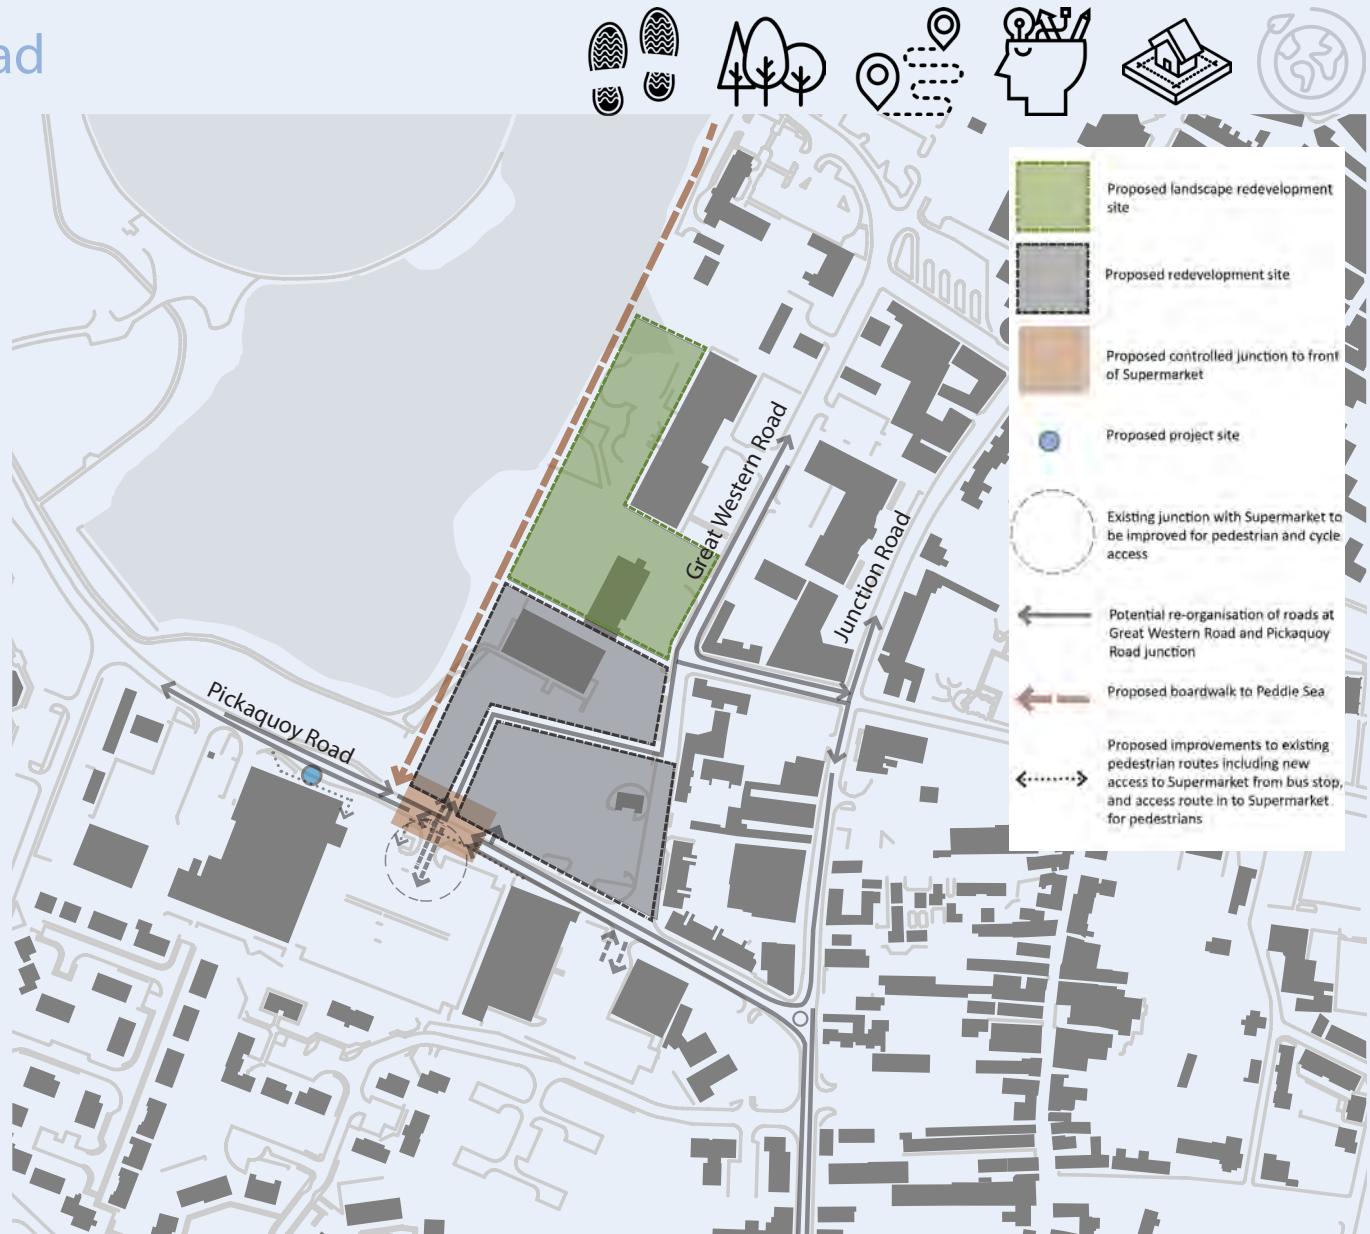 ad
Proposed landscape redevelopment
site
Proposed redevelopment site
Proposed controlled junction to front
of Supermarket
Proposed project site
Existing junction with Supermarket to
be improved for pedestrian and cycle
access
Potential re-organisation of roads at
Great Western Road and Pickaquoy
Road junction
Proposed boardwalk to Peddie Sea
Proposed improvements to existing
pedestrian routes including new
access to Supermarket from bus stop,
and access route in to Supermarket
for pedestrians
Great Western Road
Junction Road
Pickaquoy Road